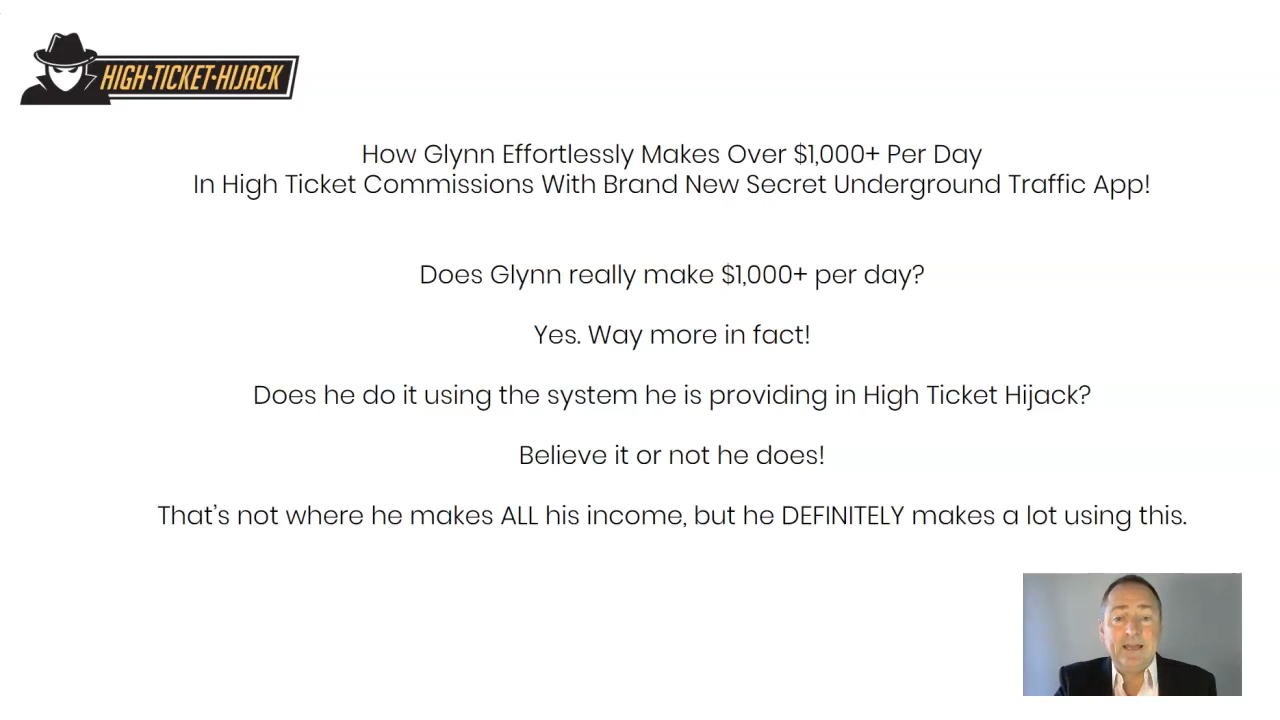 HIGH·TICKET·HIJACK
How Glynn Effortlessly Makes Over $1,000+ Per Day
In High Ticket Commissions With Brand New Secret Underground Traffic App!
Does Glynn really make $1,000+ per day?
Yes. Way more in fact!
Does he do it using the system he is providing in High Ticket Hijack?
Believe it or not he does!
That's not where he makes ALL his income, but he DEFINITELY makes a lot using this.